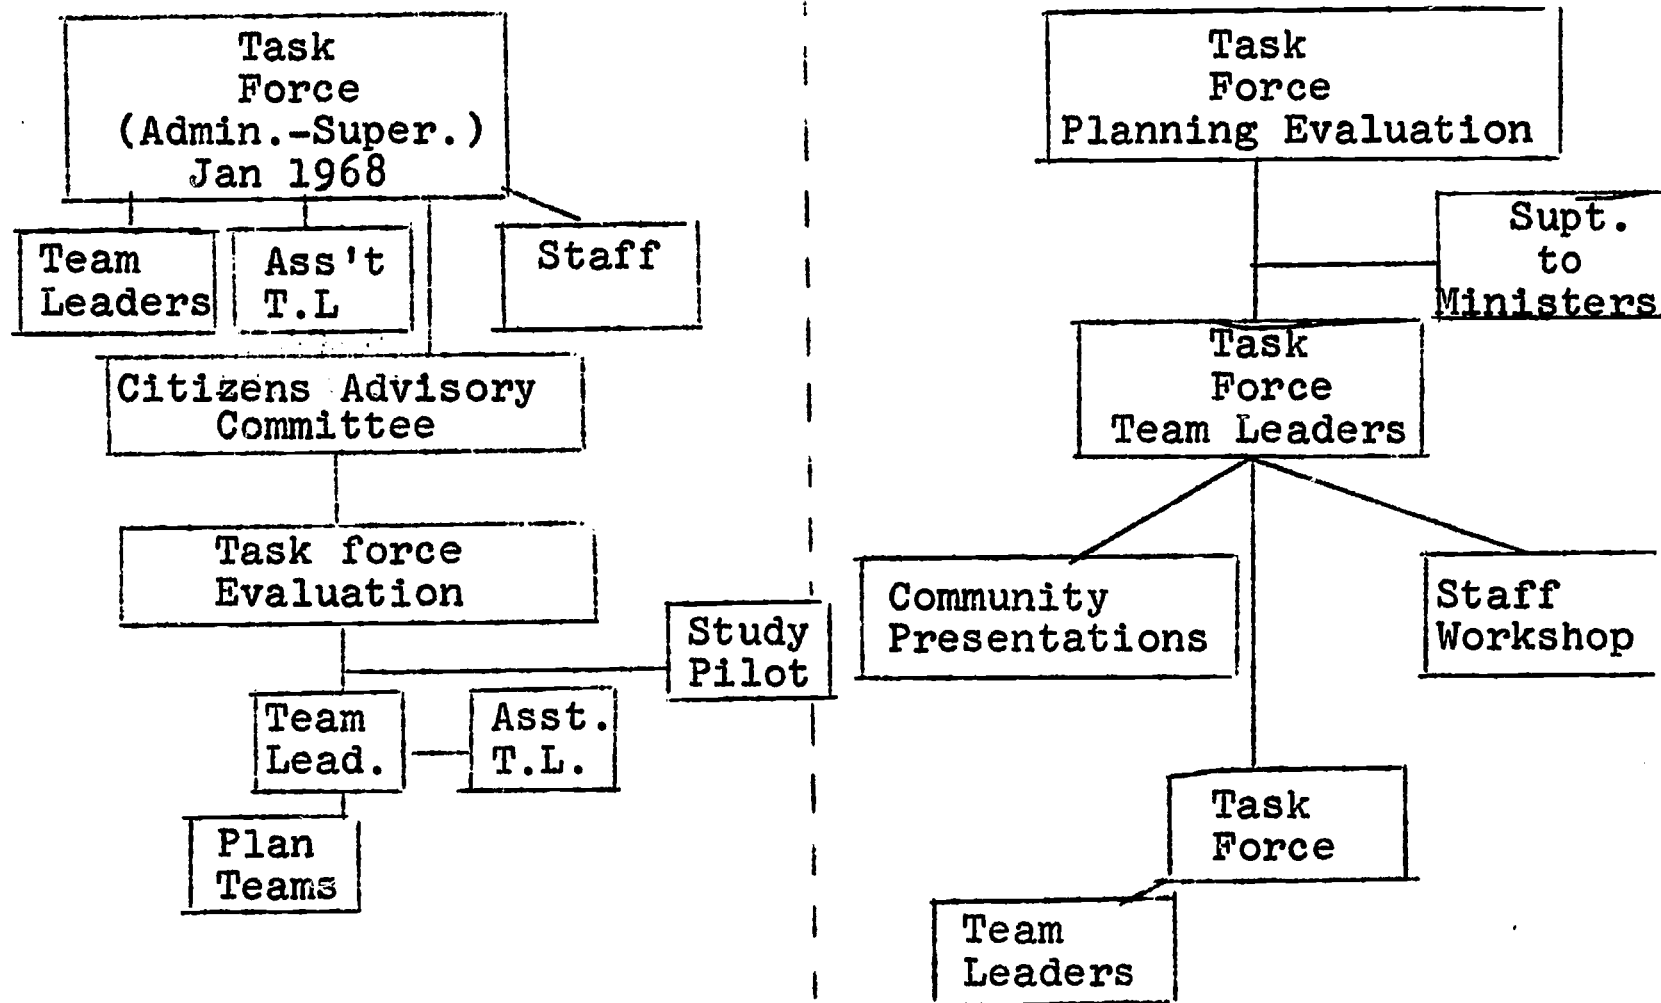 Task
Force
(Admin.-Super.)
Jan 1968
Team
Leaders
Ass't
T.L
Staff
Citizens Advisory
Committee
Task force
Evaluation
Study
Pilot
Team
Lead.
Asst.
T.L.
Plan
Teams
Task
Force
Planning Evaluation
Supt.
to
Ministers
Task
Force
Team Leaders
Community
Presentations
Staff
Workshop
Task
Force
Team
Leaders